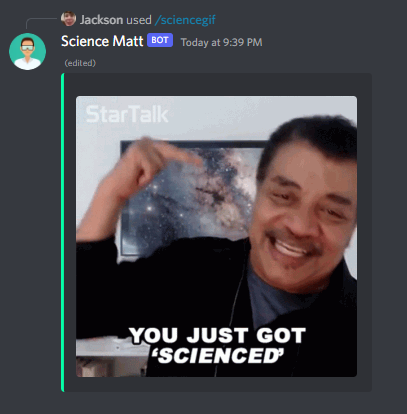 Jackson used /sciencegif
Science Matt BOT Today at 9:39 PM
(edited)
StarTalk
YOU JUST GOT
'SCIENCED'